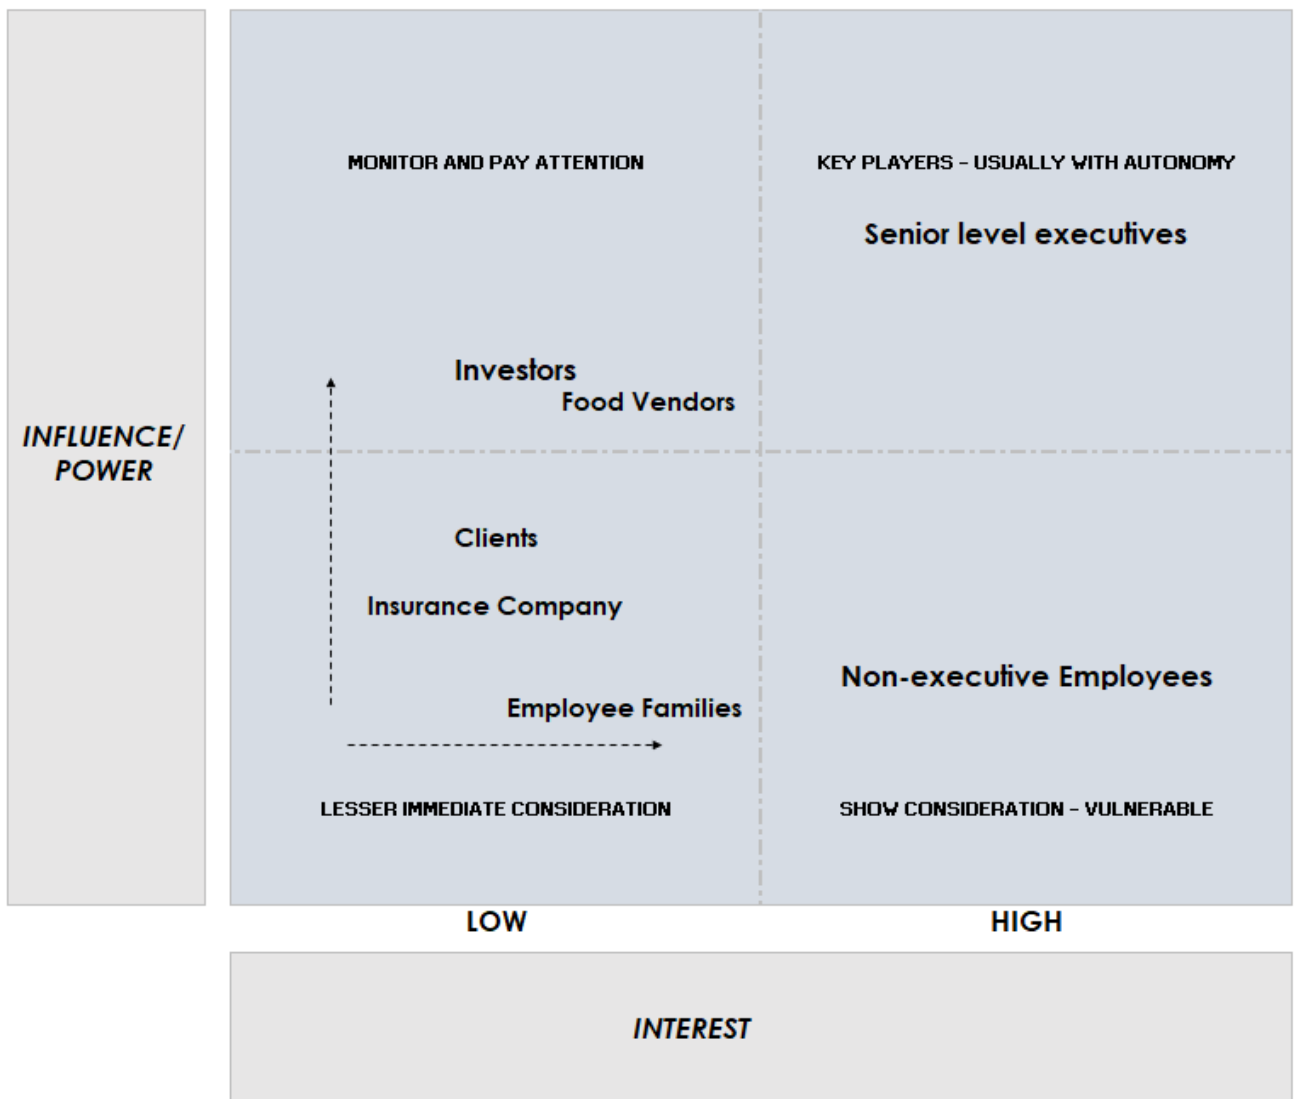 MONITOR AND PAY ATTENTION
KEY PLAYERS - USUALLY WITH AUTONOMY
Senior level executives
Investors
Food Vendors
INFLUENCE/
POWER
Clients
Insurance Company
Non-executive Employees
Employee Families
LESSER IMMEDIATE CONSIDERATION
SHOW CONSIDERATION - VULNERABLE
LOW
HIGH
INTEREST